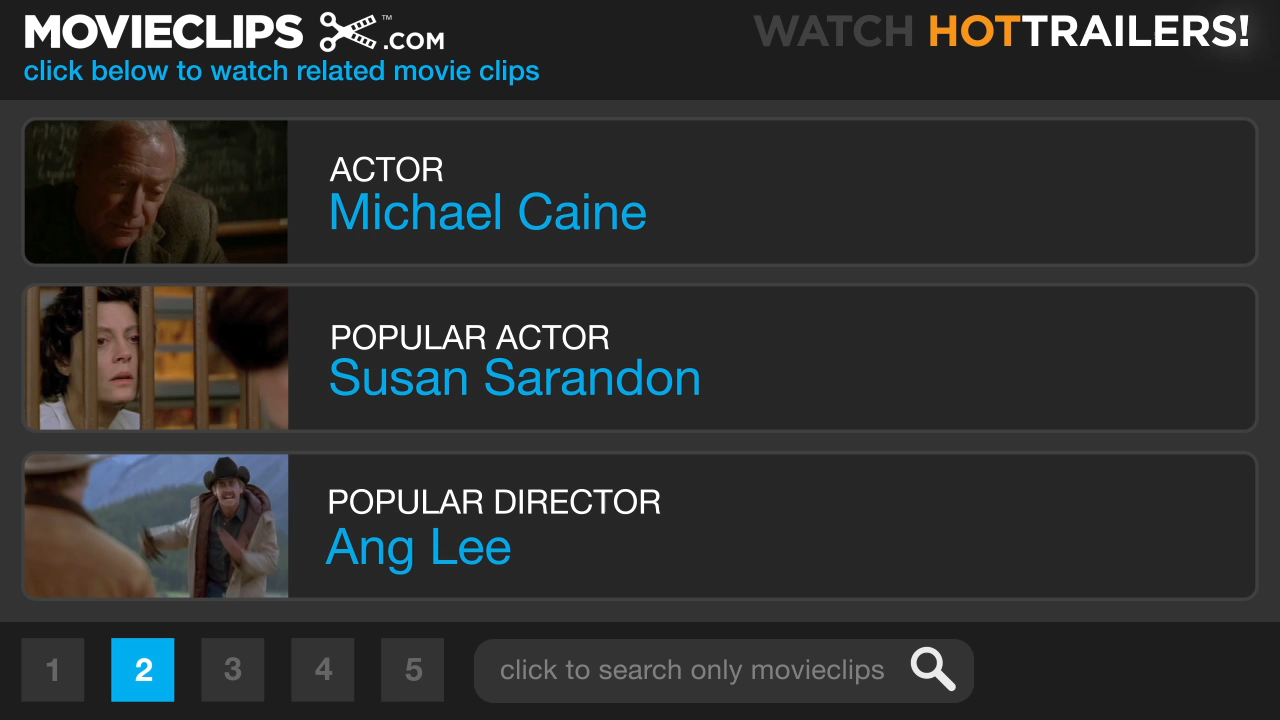 MOVIECLIPS ™ .COM
WATCH HOTTRAILERS!
click below to watch related movie clips
ACTOR
Michael Caine
POPULAR ACTOR
Susan Sarandon
POPULAR DIRECTOR
Ang Lee
1 2 3 4 5 click to search only movieclips